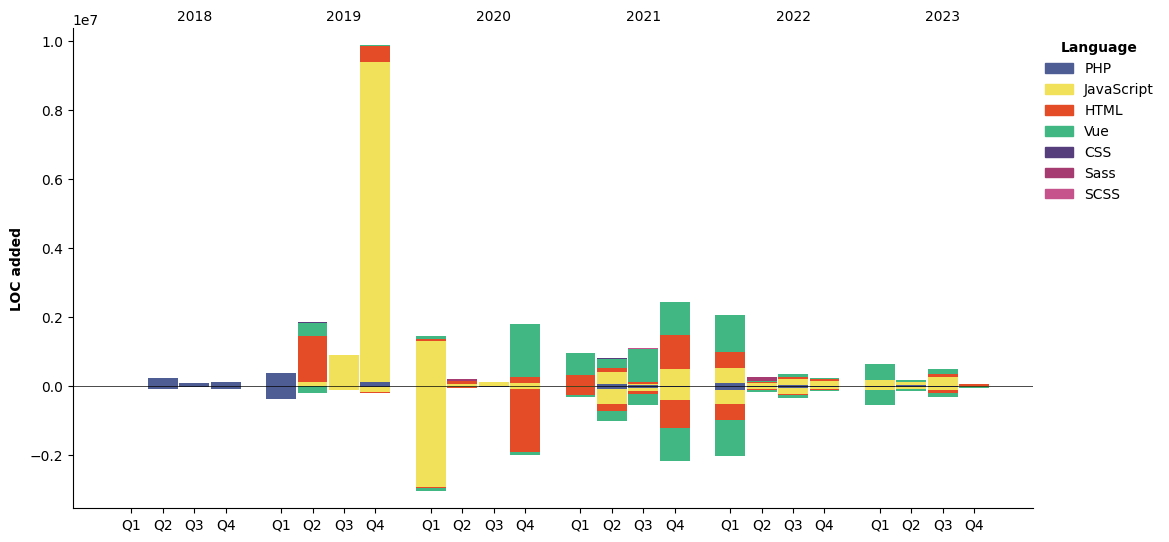 1e7
2018 2019 2020 2021 2022 2023
Language
PHP
JavaScript
HTML
Vue
CSS
Sass
SCSS
LOC added
1.0
0.8
0.6
0.4
0.2
0.0
−0.2
Q1 Q2 Q3 Q4 Q1 Q2 Q3 Q4 Q1 Q2 Q3 Q4 Q1 Q2 Q3 Q4 Q1 Q2 Q3 Q4 Q1 Q2 Q3 Q4